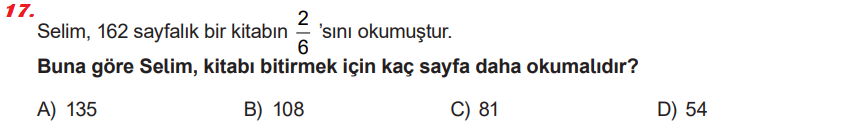 17.
Selim, 162 sayfalık bir kitabın 2/6 'sını okumuştur.
Buna göre Selim, kitabı bitirmek için kaç sayfa daha okumalıdır?
A) 135 B) 108 C) 81 D) 54